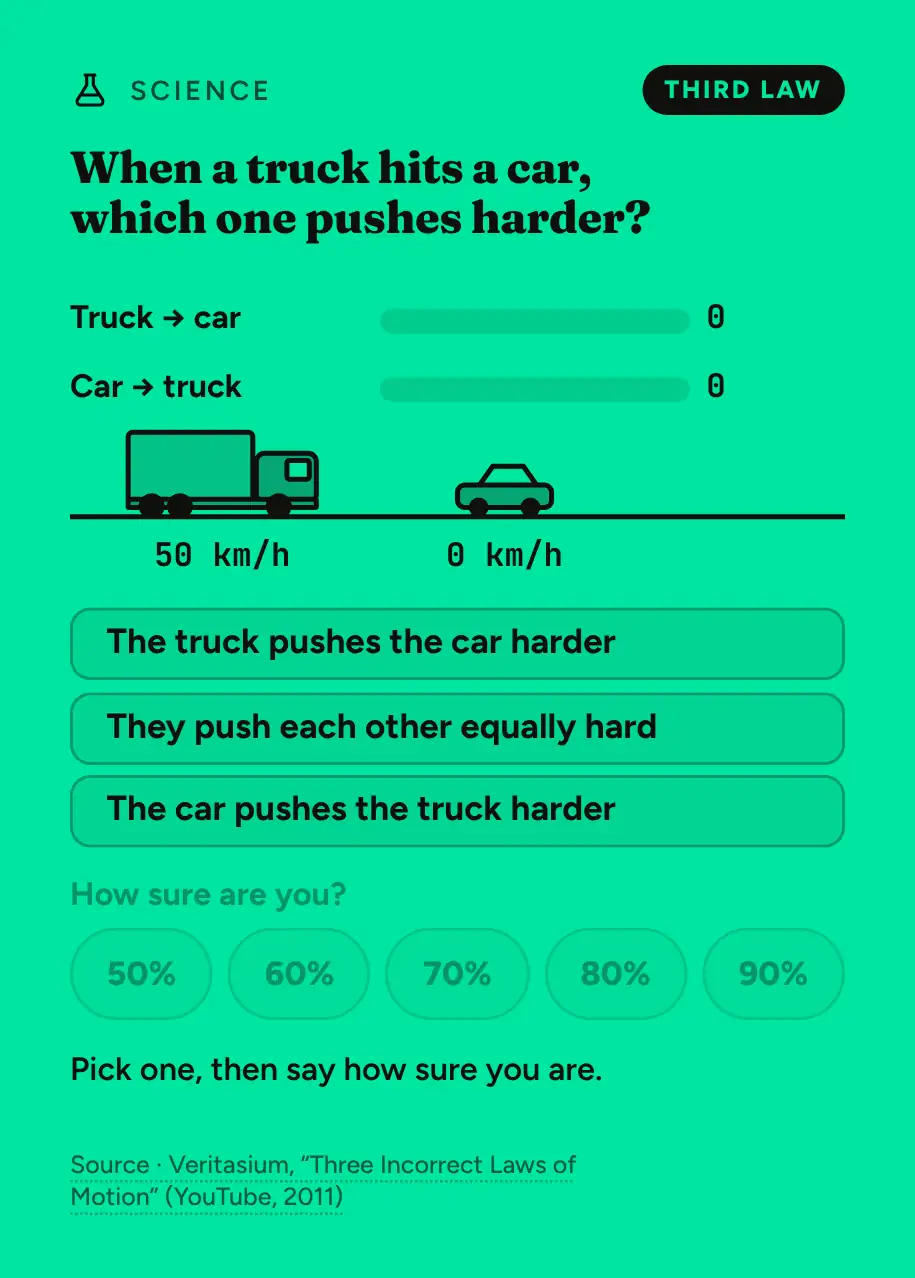 SCIENCE
THIRD LAW
When a truck hits a car,
which one pushes harder?
Truck → car 0
Car → truck 0
50 km/h 0 km/h
The truck pushes the car harder
They push each other equally hard
The car pushes the truck harder
How sure are you?
50% 60% 70% 80% 90%
Pick one, then say how sure you are.
Source · Veritasium, “Three Incorrect Laws of
Motion” (YouTube, 2011)